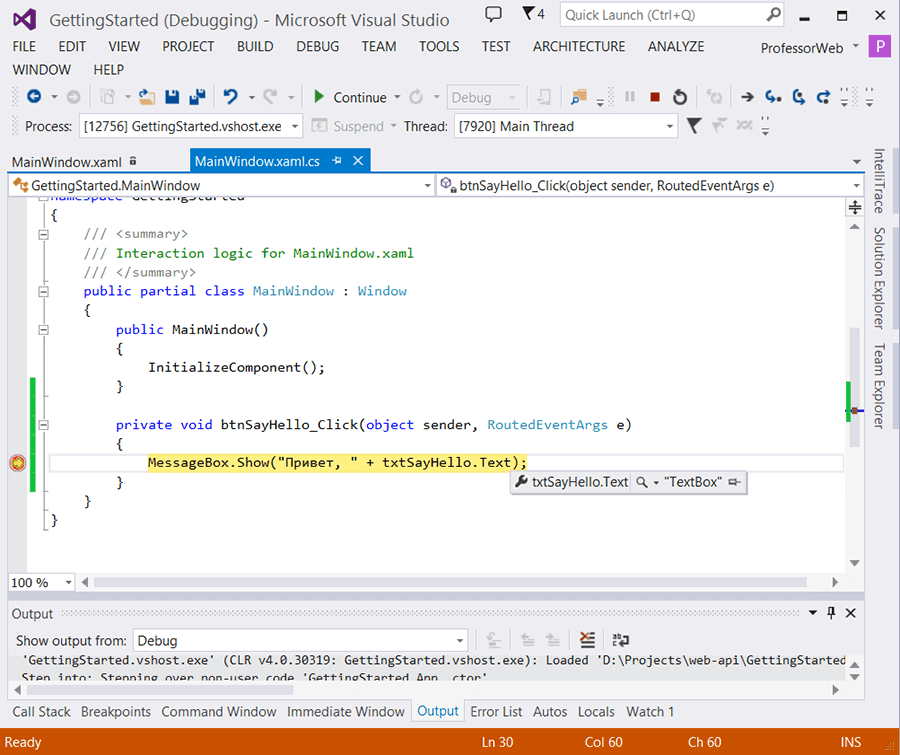 GettingStarted (Debugging) - Microsoft Visual Studio
4
Quick Launch (Ctrl+Q)
FILE EDIT VIEW PROJECT BUILD DEBUG TEAM TOOLS TEST ARCHITECTURE ANALYZE
ProfessorWeb
P
WINDOW HELP
Continue
Debug
Process: [12756] GettingStarted.vshost.exe
Suspend
Thread: [7920] Main Thread
MainWindow.xaml
MainWindow.xaml.cs
GettingStarted.MainWindow
btnSayHello_Click(object sender, RoutedEventArgs e)
namespace GettingStarted
{
/// <summary>
/// Interaction logic for MainWindow.xaml
/// </summary>
public partial class MainWindow : Window
{
public MainWindow()
{
InitializeComponent();
}
private void btnSayHello_Click(object sender, RoutedEventArgs e)
{
MessageBox.Show("Привет, " + txtSayHello.Text);
txtSayHello.Text "TextBox"
}
}
}
IntelliTrace
Solution Explorer
Team Explorer
100 %
Output
Show output from: Debug
'GettingStarted.vshost.exe' (CLR v4.0.30319: GettingStarted.vshost.exe): Loaded 'D:\Projects\web-api\GettingStarted
Step into: Stepping over non-user code 'GettingStarted.App..ctor'
Call Stack Breakpoints Command Window Immediate Window Output Error List Autos Locals Watch 1
Ready
Ln 30
Col 60
Ch 60
INS